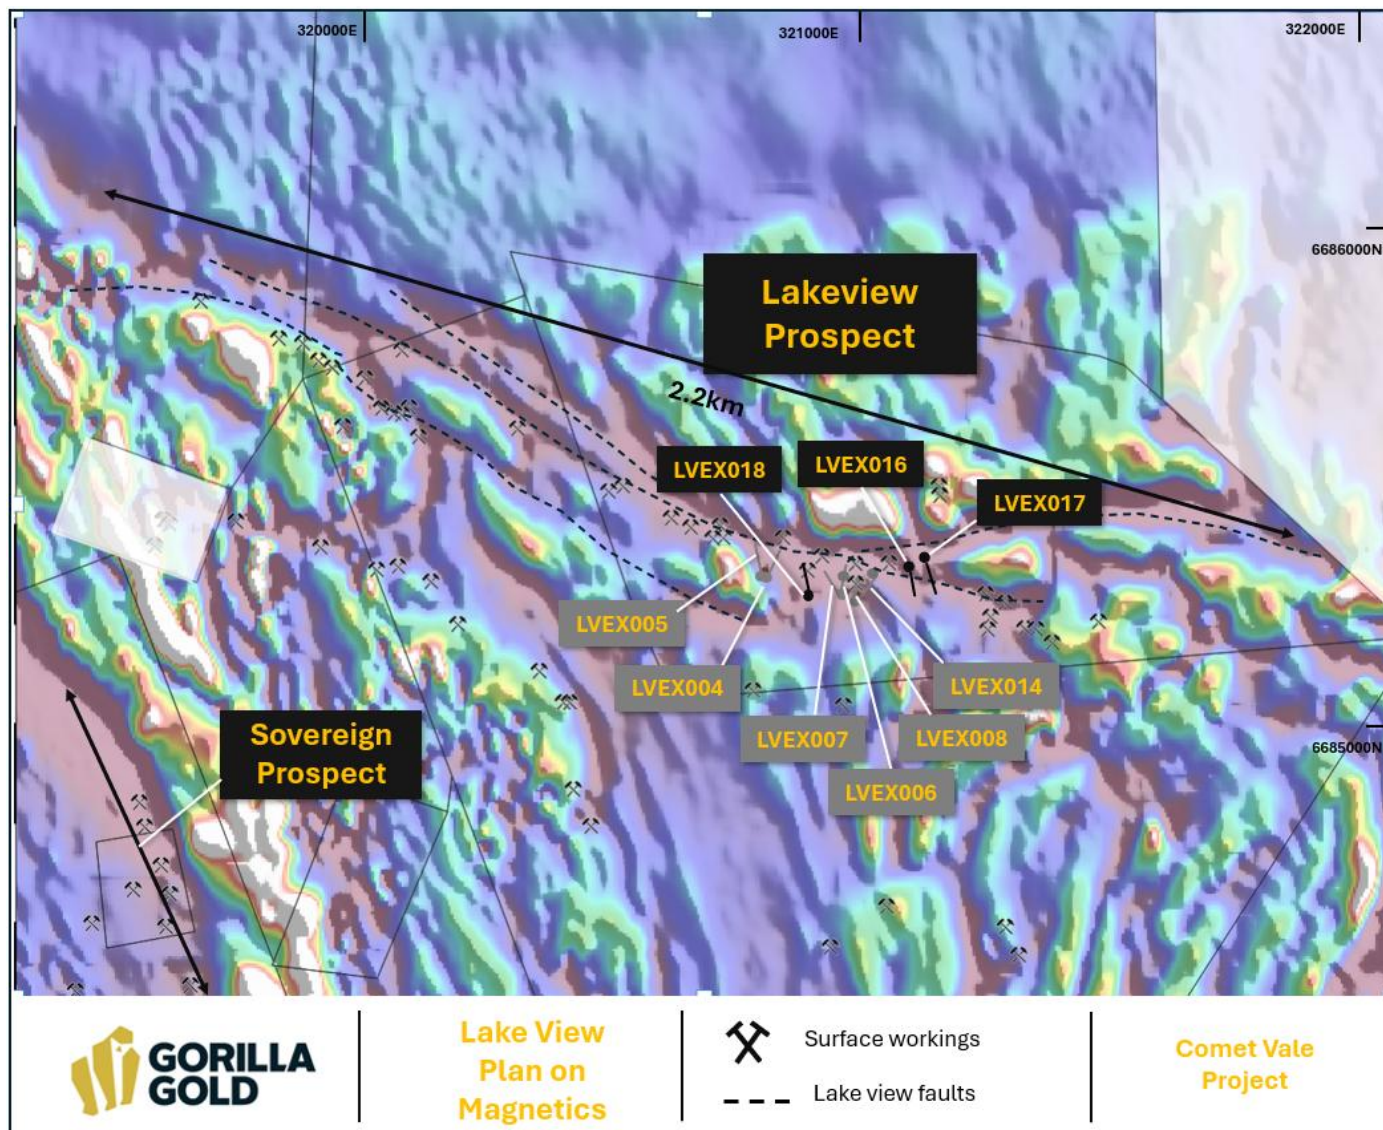 320000E
321000E
322000E
6686000N
Lakeview
Prospect
2.2km
LVEX018
LVEX016
LVEX017
LVEX005
LVEX004
LVEX014
LVEX007
LVEX008
LVEX006
Sovereign
Prospect
6685000N
GORILLA
GOLD
Lake View
Plan on
Magnetics
Surface workings
Lake view faults
Comet Vale
Project